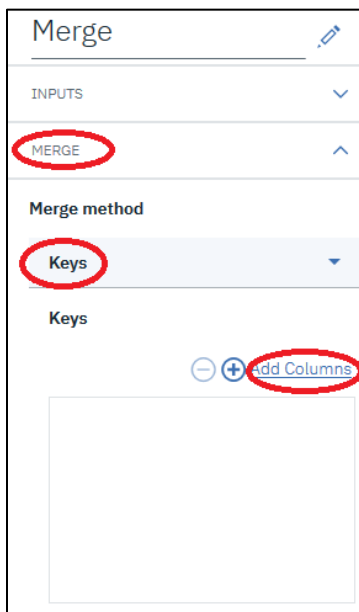 Merge
INPUTS
MERGE
Merge method
Keys
Keys
Add Columns